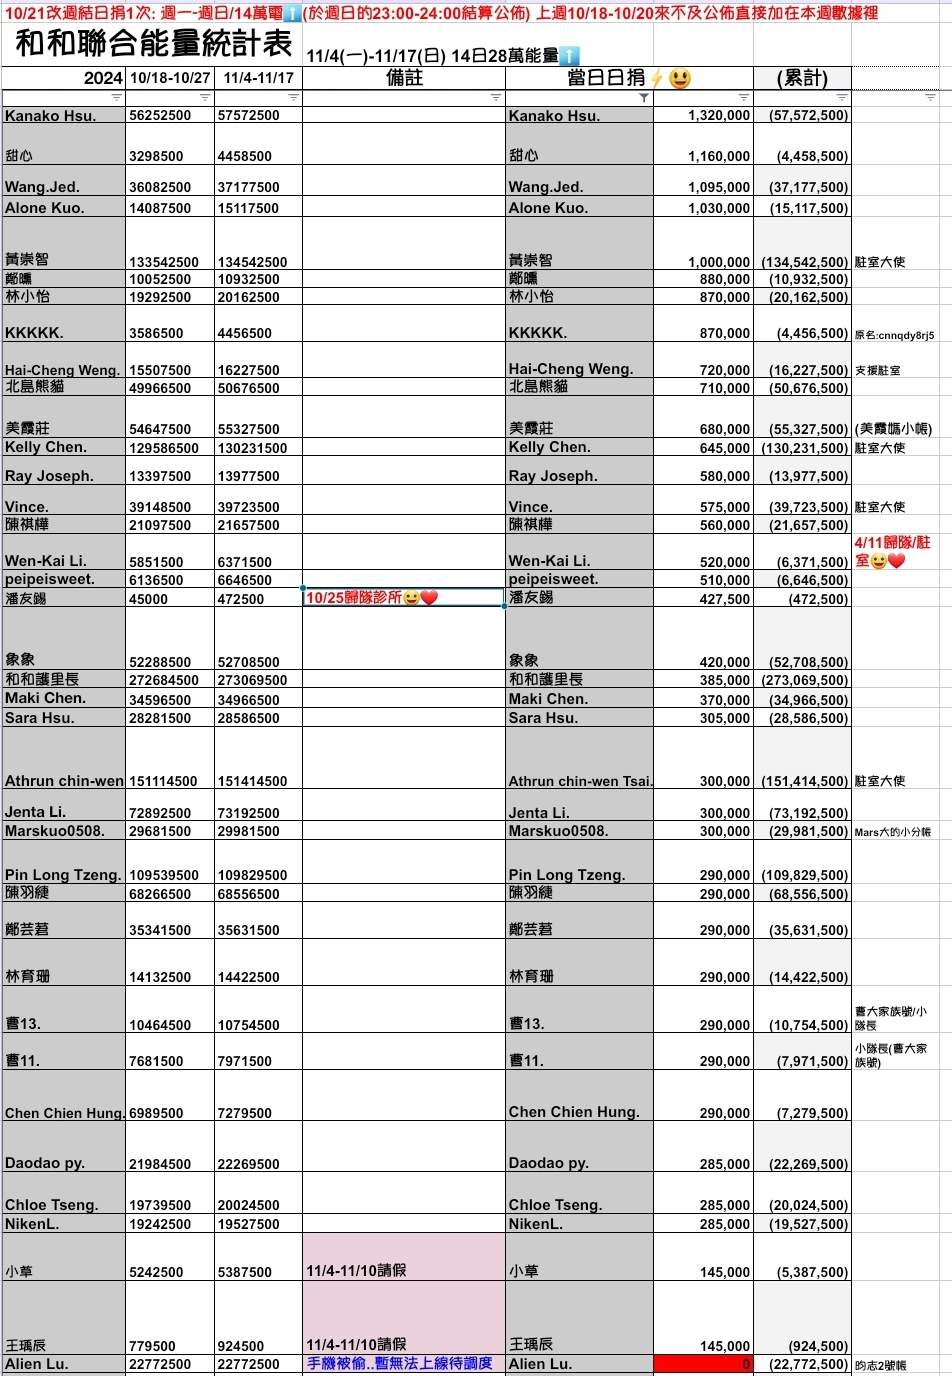 10/21改週結日捐1次: 週一-週日/14萬電⬆️(於週日的23:00-24:00結算公佈) 上週10/18-10/20來不及公佈直接加在本週數據裡
和和聯合能量統計表 11/4(一)-11/17(日) 14日28萬能量⬆️
2024 10/18-10/27 11/4-11/17 備註 當日日捐⚡😃 (累計)
Kanako Hsu. 56252500 57572500 Kanako Hsu. 1,320,000 (57,572,500)
甜心 3298500 4458500 甜心 1,160,000 (4,458,500)
Wang.Jed. 36082500 37177500 Wang.Jed. 1,095,000 (37,177,500)
Alone Kuo. 14087500 15117500 Alone Kuo. 1,030,000 (15,117,500)
黃崇智 133542500 134542500 黃崇智 1,000,000 (134,542,500) 駐室大使
鄭曛 10052500 10932500 鄭曛 880,000 (10,932,500)
林小怡 19292500 20162500 林小怡 870,000 (20,162,500)
KKKKK. 3586500 4456500 KKKKK. 870,000 (4,456,500) 原名:cnnqdy8rj5
Hai-Cheng Weng. 15507500 16227500 Hai-Cheng Weng. 720,000 (16,227,500) 支援駐室
北島熊貓 49966500 50676500 北島熊貓 710,000 (50,676,500)
美霞莊 54647500 55327500 美霞莊 680,000 (55,327,500) (美霞媽小帳)
Kelly Chen. 129586500 130231500 Kelly Chen. 645,000 (130,231,500) 駐室大使
Ray Joseph. 13397500 13977500 Ray Joseph. 580,000 (13,977,500)
Vince. 39148500 39723500 Vince. 575,000 (39,723,500) 駐室大使
陳祺樺 21097500 21657500 陳祺樺 560,000 (21,657,500)
4/11歸隊/駐
Wen-Kai Li. 5851500 6371500 Wen-Kai Li. 520,000 (6,371,500) 室😀❤️
peipeisweet. 6136500 6646500 peipeisweet. 510,000 (6,646,500)
潘友錫 45000 472500 10/25歸隊診所😀❤️ 潘友錫 427,500 (472,500)
象象 52288500 52708500 象象 420,000 (52,708,500)
和和護里長 272684500 273069500 和和護里長 385,000 (273,069,500)
Maki Chen. 34596500 34966500 Maki Chen. 370,000 (34,966,500)
Sara Hsu. 28281500 28586500 Sara Hsu. 305,000 (28,586,500)
Athrun chin-wen 151114500 151414500 Athrun chin-wen Tsai. 300,000 (151,414,500) 駐室大使
Jenta Li. 72892500 73192500 Jenta Li. 300,000 (73,192,500)
Marskuo0508. 29681500 29981500 Marskuo0508. 300,000 (29,981,500) Mars大的小分帳
Pin Long Tzeng. 109539500 109829500 Pin Long Tzeng. 290,000 (109,829,500)
陳羽緁 68266500 68556500 陳羽緁 290,000 (68,556,500)
鄭芸蓉 35341500 35631500 鄭芸蓉 290,000 (35,631,500)
林育珊 14132500 14422500 林育珊 290,000 (14,422,500)
曹大家族號/小
曹13. 10464500 10754500 曹13. 290,000 (10,754,500) 隊長
小隊長(曹大家
曹11. 7681500 7971500 曹11. 290,000 (7,971,500) 族號)
Chen Chien Hung. 6989500 7279500 Chen Chien Hung. 290,000 (7,279,500)
Daodao py. 21984500 22269500 Daodao py. 285,000 (22,269,500)
Chloe Tseng. 19739500 20024500 Chloe Tseng. 285,000 (20,024,500)
NikenL. 19242500 19527500 NikenL. 285,000 (19,527,500)
小草 5242500 5387500 11/4-11/10請假 小草 145,000 (5,387,500)
王瑀辰 779500 924500 11/4-11/10請假 王瑀辰 145,000 (924,500)
Alien Lu. 22772500 22772500 手機被偷..暫無法上線待調度 Alien Lu. 0 (22,772,500) 昀志2號帳